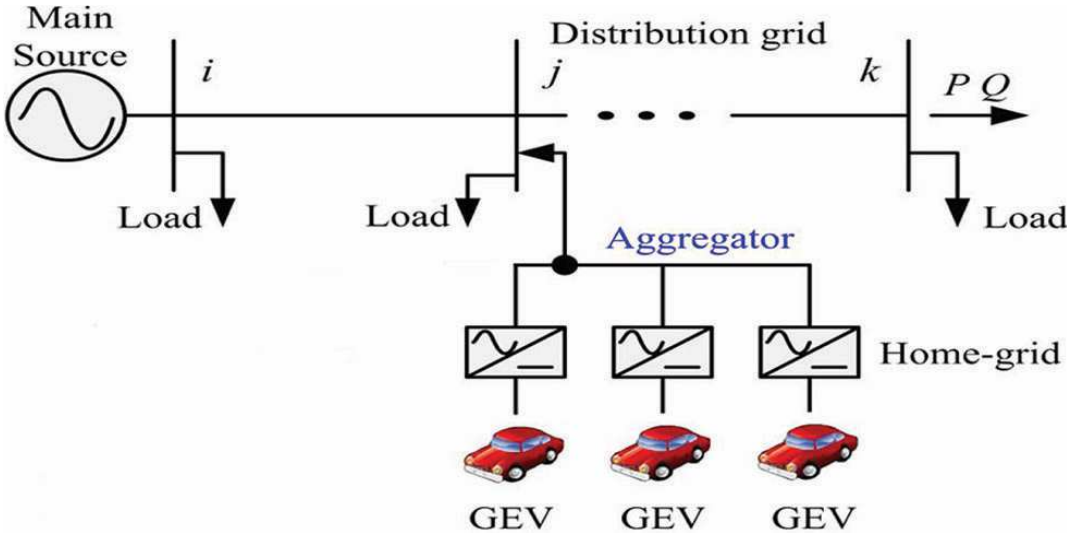 Main
Source
i
j
Distribution grid
k
P Q
Load
Load
Load
Aggregator
Home-grid
GEV
GEV
GEV